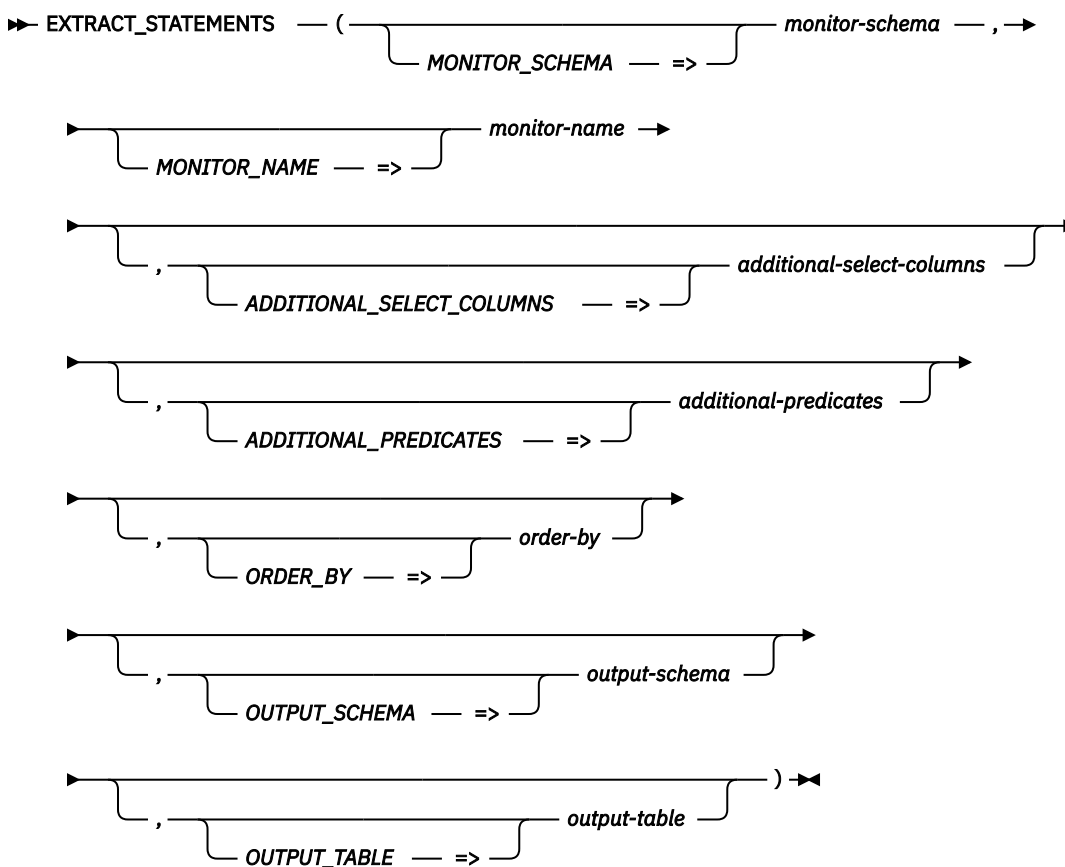 EXTRACT_STATEMENTS ( monitor-schema ,
MONITOR_SCHEMA =>
monitor-name
MONITOR_NAME =>
, additional-select-columns
ADDITIONAL_SELECT_COLUMNS =>
, additional-predicates
ADDITIONAL_PREDICATES =>
, order-by
ORDER_BY =>
, output-schema
OUTPUT_SCHEMA =>
)
, output-table
OUTPUT_TABLE =>